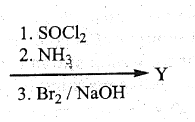 1. SOCl₂
2. NH₃
3. Br₂ / NaOH
Y